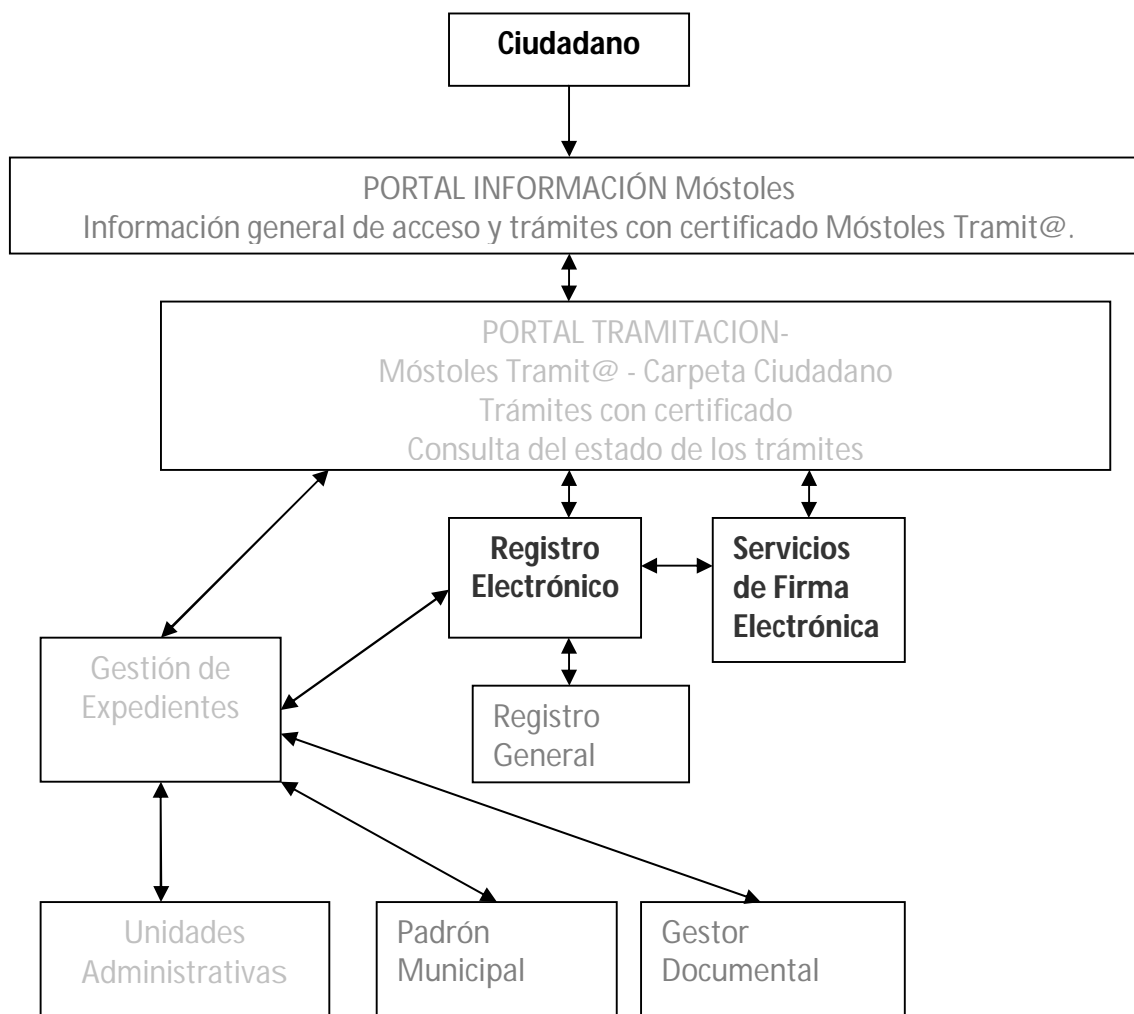 Ciudadano
PORTAL INFORMACIÓN Móstoles
Información general de acceso y trámites con certificado Móstoles Tramit@.
PORTAL TRAMITACION-
Móstoles Tramit@ - Carpeta Ciudadano
Trámites con certificado
Consulta del estado de los trámites
Registro
Electrónico
Servicios
de Firma
Electrónica
Gestión de
Expedientes
Registro
General
Unidades
Administrativas
Padrón
Municipal
Gestor
Documental